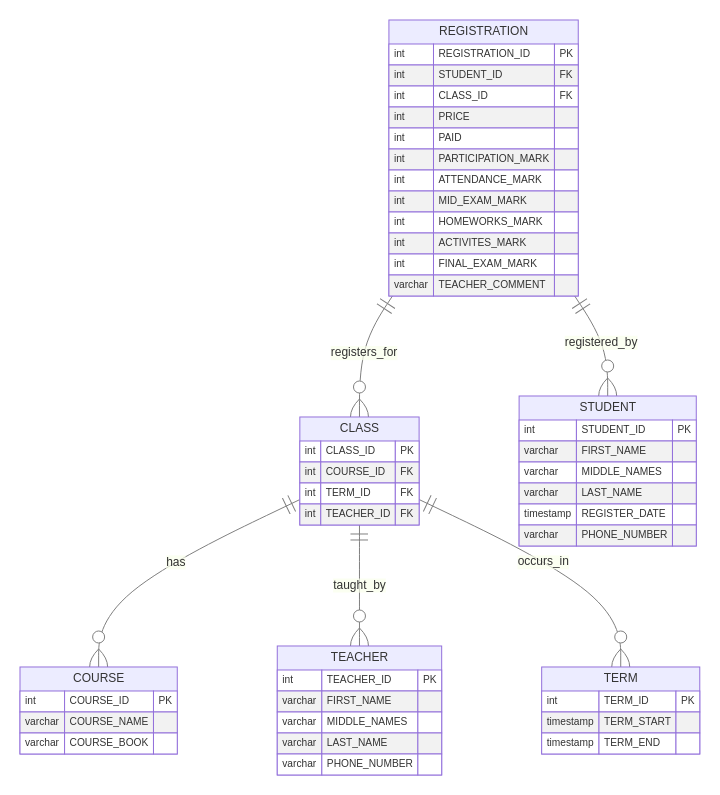 REGISTRATION
int REGISTRATION_ID PK
int STUDENT_ID FK
int CLASS_ID FK
int PRICE
int PAID
int PARTICIPATION_MARK
int ATTENDANCE_MARK
int MID_EXAM_MARK
int HOMEWORKS_MARK
int ACTIVITES_MARK
int FINAL_EXAM_MARK
varchar TEACHER_COMMENT
registers_for
registered_by
CLASS
int CLASS_ID PK
int COURSE_ID FK
int TERM_ID FK
int TEACHER_ID FK
STUDENT
int STUDENT_ID PK
varchar FIRST_NAME
varchar MIDDLE_NAMES
varchar LAST_NAME
timestamp REGISTER_DATE
varchar PHONE_NUMBER
has
taught_by
occurs_in
COURSE
int COURSE_ID PK
varchar COURSE_NAME
varchar COURSE_BOOK
TEACHER
int TEACHER_ID PK
varchar FIRST_NAME
varchar MIDDLE_NAMES
varchar LAST_NAME
varchar PHONE_NUMBER
TERM
int TERM_ID PK
timestamp TERM_START
timestamp TERM_END